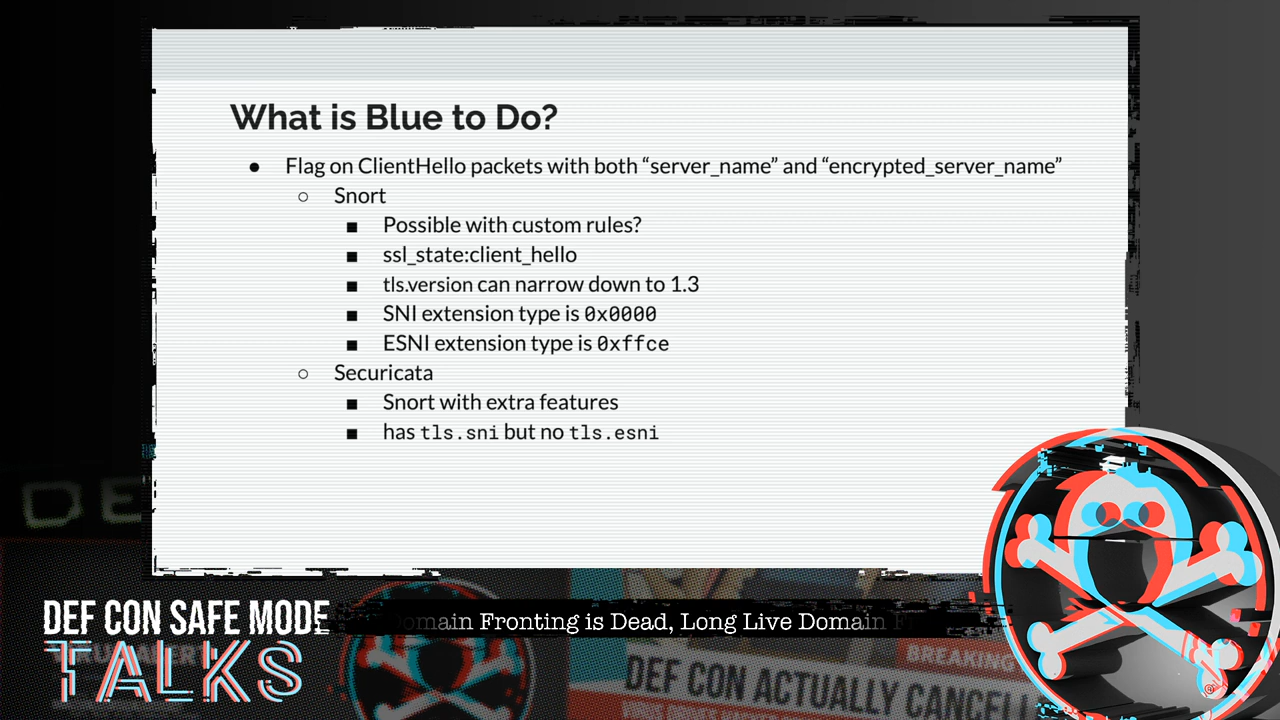 What is Blue to Do?
● Flag on ClientHello packets with both “server_name” and “encrypted_server_name”
○ Snort
■ Possible with custom rules?
■ ssl_state:client_hello
■ tls.version can narrow down to 1.3
■ SNI extension type is 0x0000
■ ESNI extension type is 0xffce
○ Securicata
■ Snort with extra features
■ has tls.sni but no tls.esni
DEF CON SAFE MODE
TALKS
Domain Fronting is Dead, Long Live Domain
BREAKING
DEF CON ACTUALLY CANCELL